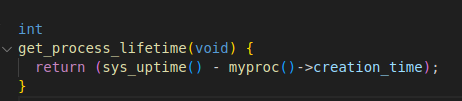 int
get_process_lifetime(void) {
return (sys_uptime() - myproc()->creation_time);
}